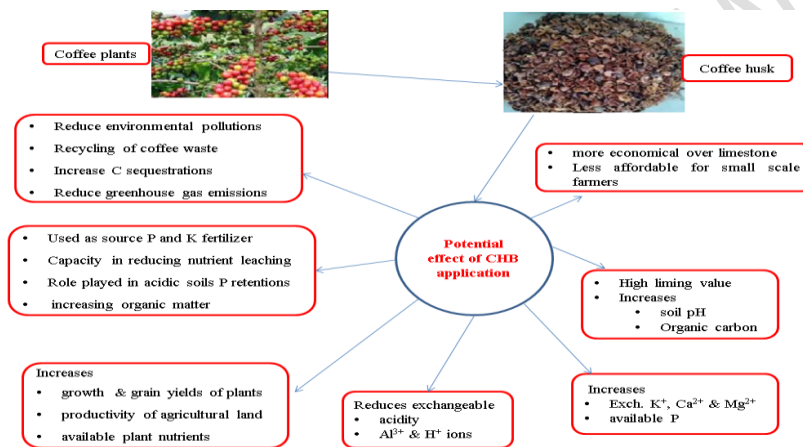 Coffee plants
Coffee husk
• Reduce environmental pollutions
• Recycling of coffee waste
• Increase C sequestrations
• Reduce greenhouse gas emissions
• more economical over limestone
• Less affordable for small scale
farmers
• Used as source P and K fertilizer
• Capacity in reducing nutrient leaching
• Role played in acidic soils P retentions
• increasing organic matter
Potential
effect of CHB
application
• High liming value
• Increases
• soil pH
• Organic carbon
Increases
• growth & grain yields of plants
• productivity of agricultural land
• available plant nutrients
Reduces exchangeable
• acidity
• Al³⁺ & H⁺ ions
Increases
• Exch. K⁺, Ca²⁺ & Mg²⁺
• available P